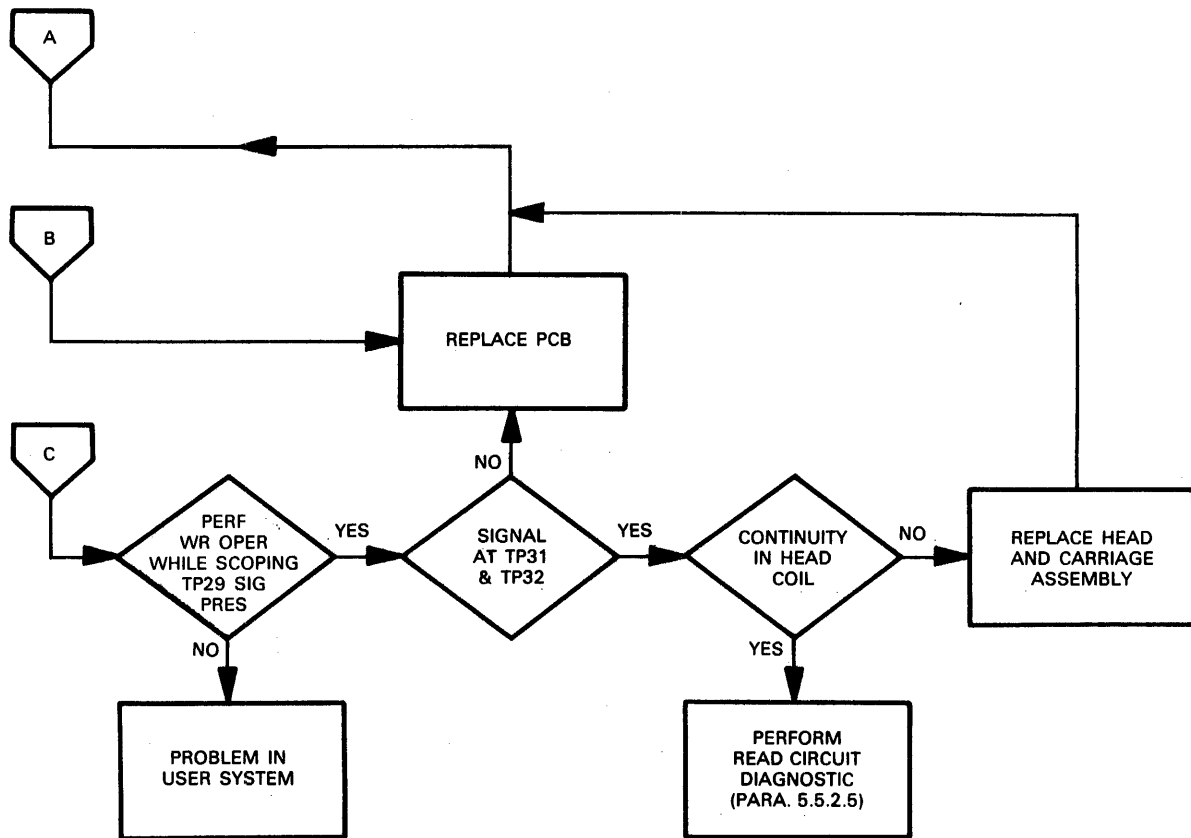 A
B
REPLACE PCB
C
NO
PERF
WR OPER
WHILE SCOPING
TP29 SIG
PRES
YES
SIGNAL
AT TP31
& TP32
YES
CONTINUITY
IN HEAD
COIL
NO
REPLACE HEAD
AND CARRIAGE
ASSEMBLY
NO
YES
PROBLEM IN
USER SYSTEM
PERFORM
READ CIRCUIT
DIAGNOSTIC
(PARA. 5.5.2.5)